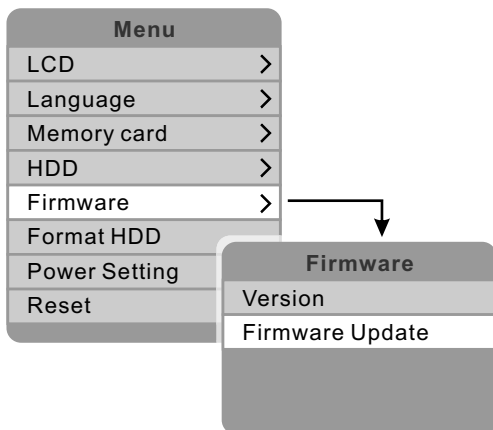 Menu
LCD
Language
Memory card
HDD
Firmware
Format HDD
Power Setting
Reset
Firmware
Version
Firmware Update